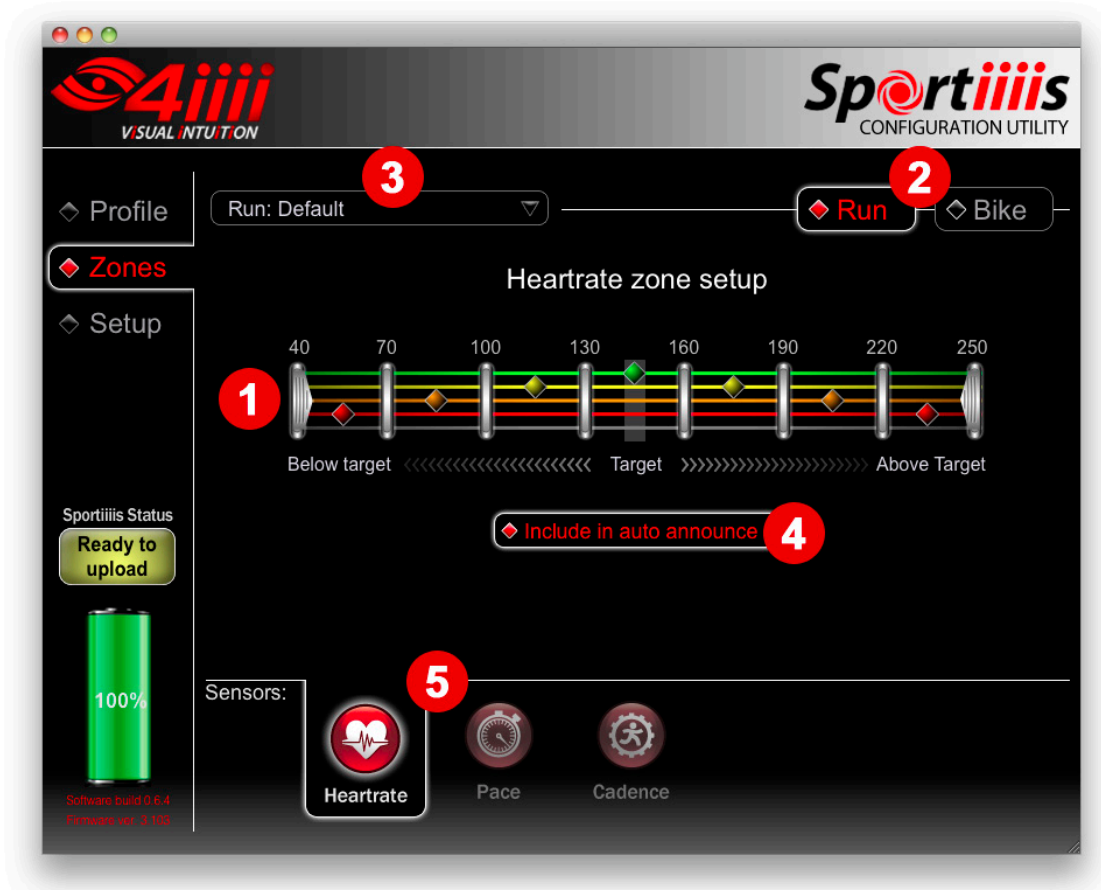 4iiii
VISUAL INTUITION
Sportiiiis
CONFIGURATION UTILITY
3
2
Profile
Run: Default
Run
Bike
Zones
Heartrate zone setup
Setup
40 70 100 130 160 190 220 250
1
Below target Target Above Target
Sportiiiis Status
Ready to
upload
Include in auto announce
4
100%
Sensors:
5
Heartrate
Pace
Cadence
Software build 0.6.4